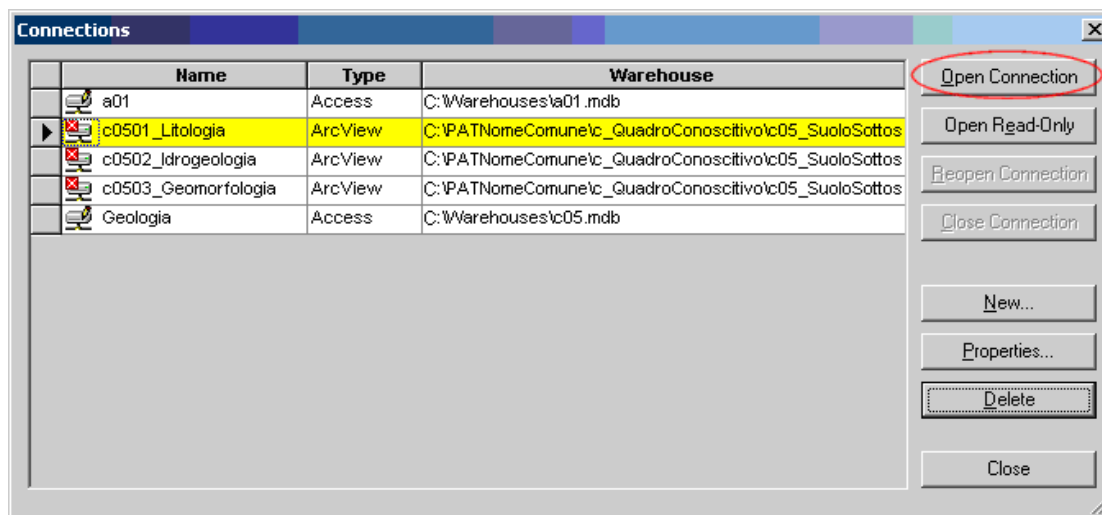 Connections
Name Type Warehouse
a01 Access C:\Warehouses\a01.mdb
c0501_Litologia ArcView C:\PATNomeComune\c_QuadroConoscitivo\c05_SuoloSottos
c0502_Idrogeologia ArcView C:\PATNomeComune\c_QuadroConoscitivo\c05_SuoloSottos
c0503_Geomorfologia ArcView C:\PATNomeComune\c_QuadroConoscitivo\c05_SuoloSottos
Geologia Access C:\Warehouses\c05.mdb
Open Connection
Open Read-Only
Reopen Connection
Close Connection
New...
Properties...
Delete
Close